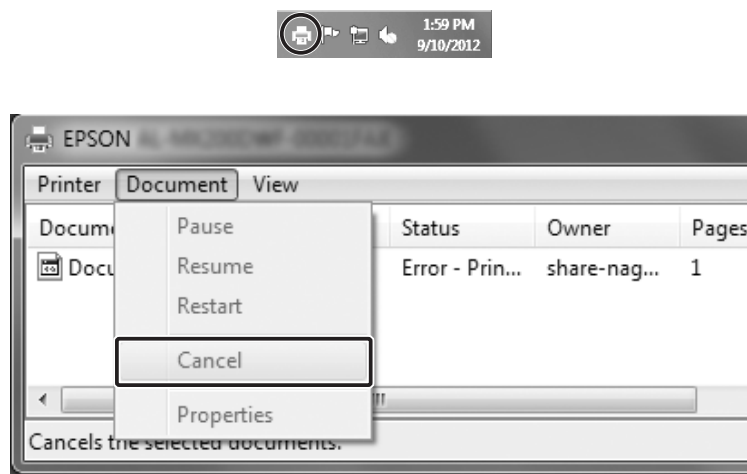 1:59 PM
9/10/2012
EPSON
Printer Document View
Docum Status Owner Pages
Docu Error - Prin... share-nag... 1
Pause
Resume
Restart
Cancel
Properties
Cancels the selected documents.